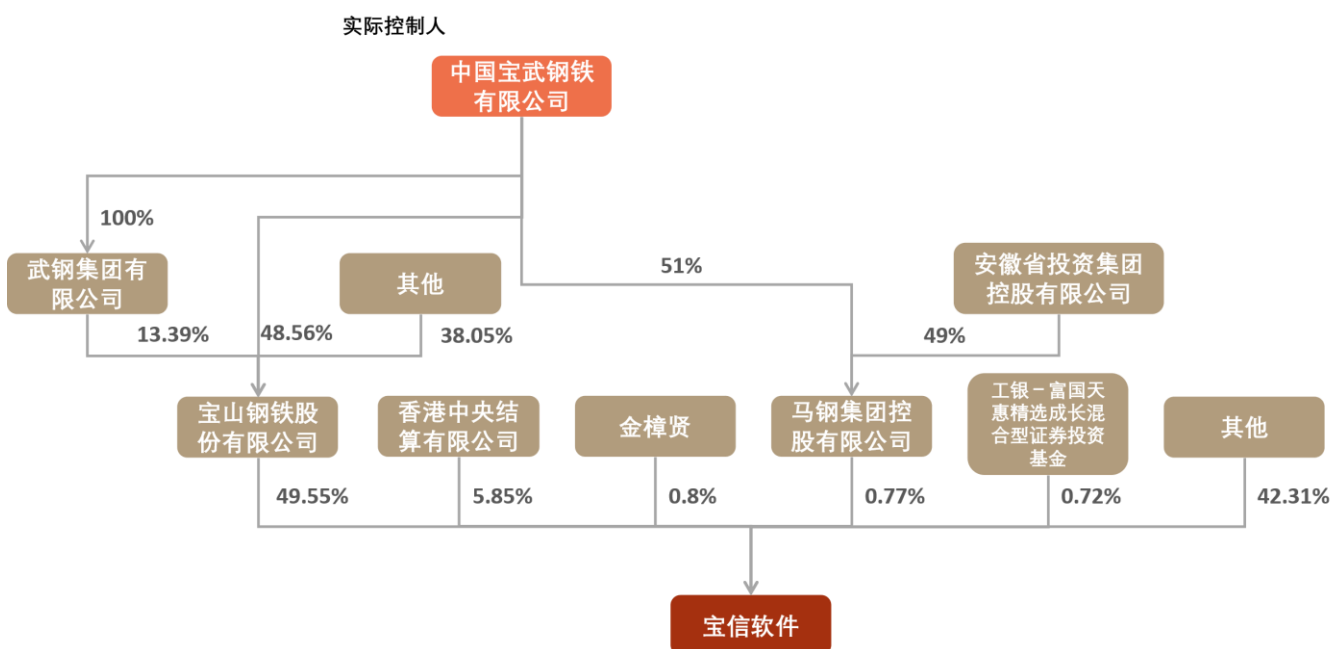 实际控制人
中国宝武钢铁
有限公司
100%
51%
武钢集团有
限公司
其他
安徽省投资集团
控股有限公司
13.39%
48.56%
38.05%
49%
宝山钢铁股
份有限公司
香港中央结
算有限公司
金樟贤
马钢集团控
股有限公司
工银－富国天
惠精选成长混
合型证券投资
基金
其他
49.55%
5.85%
0.8%
0.77%
0.72%
42.31%
宝信软件